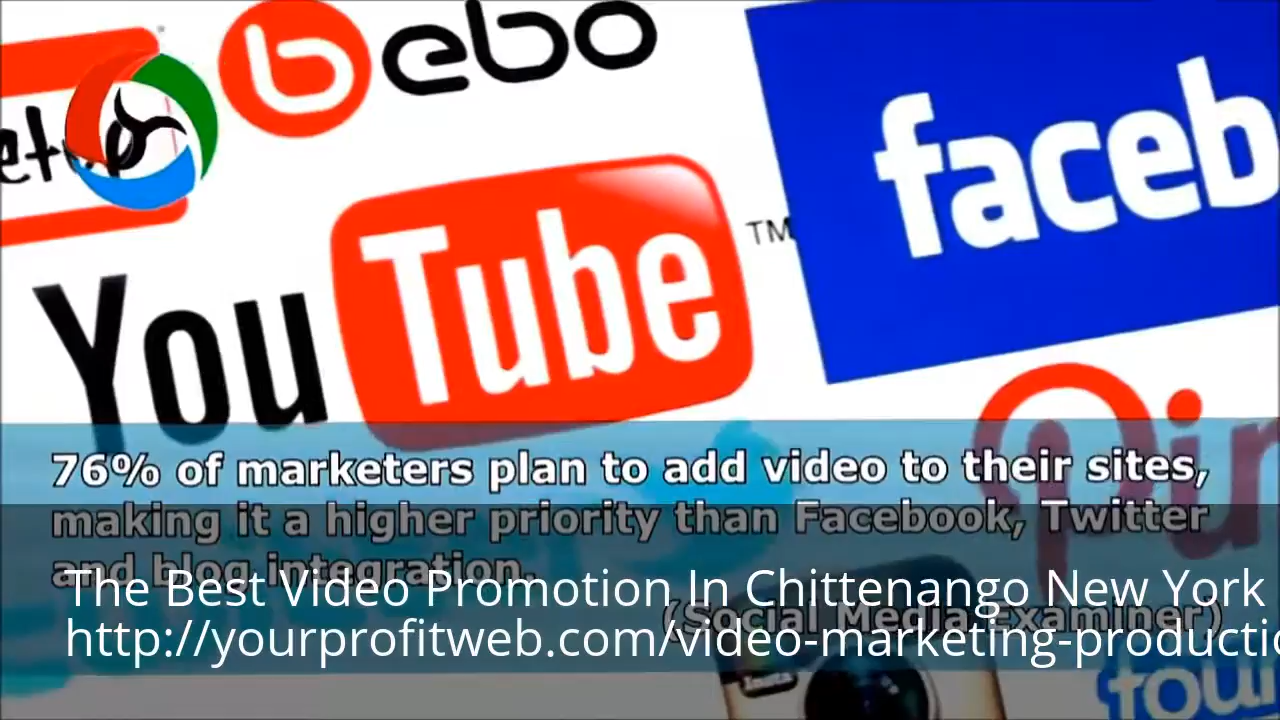 bebo
faceb
YouTube
TM
Pin
76% of marketers plan to add video to their sites,
making it a higher priority than Facebook, Twitter
and blog integration.
(Social Media Examiner)
The Best Video Promotion In Chittenango New York
http://yourprofitweb.com/video-marketing-productio